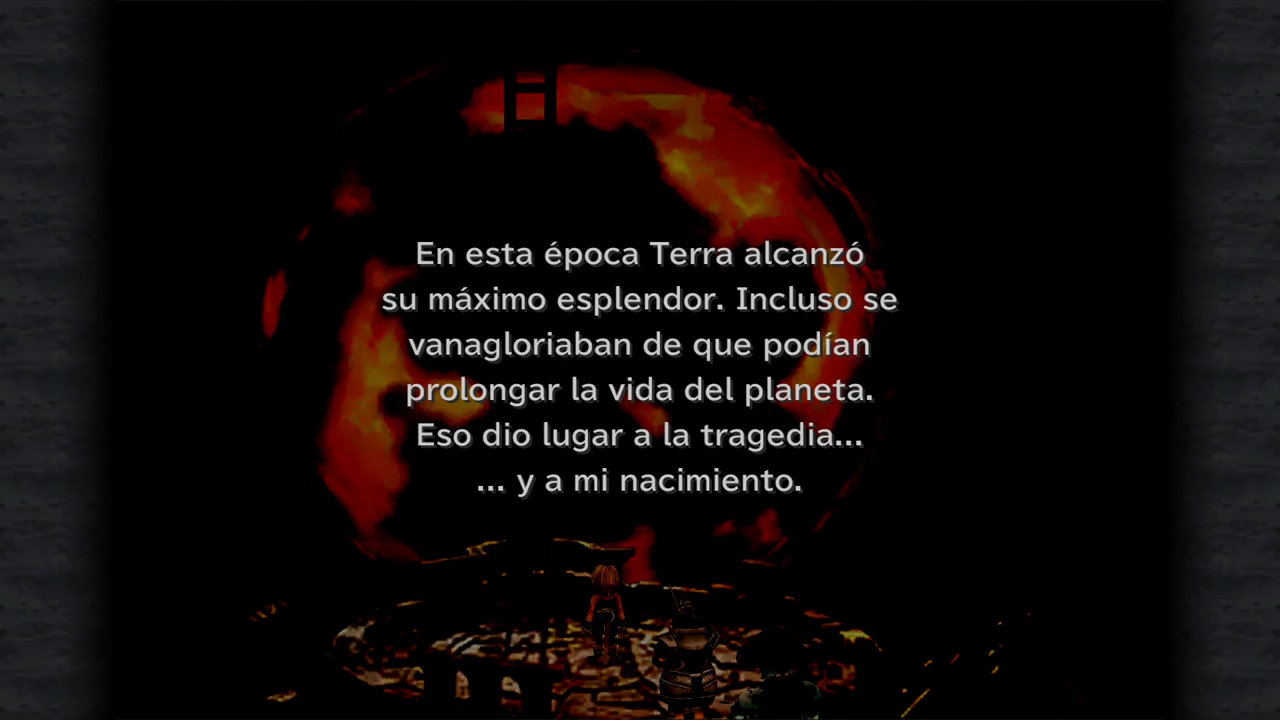 En esta época Terra alcanzó
su máximo esplendor. Incluso se
vanagloriaban de que podían
prolongar la vida del planeta.
Eso dio lugar a la tragedia...
... y a mi nacimiento.